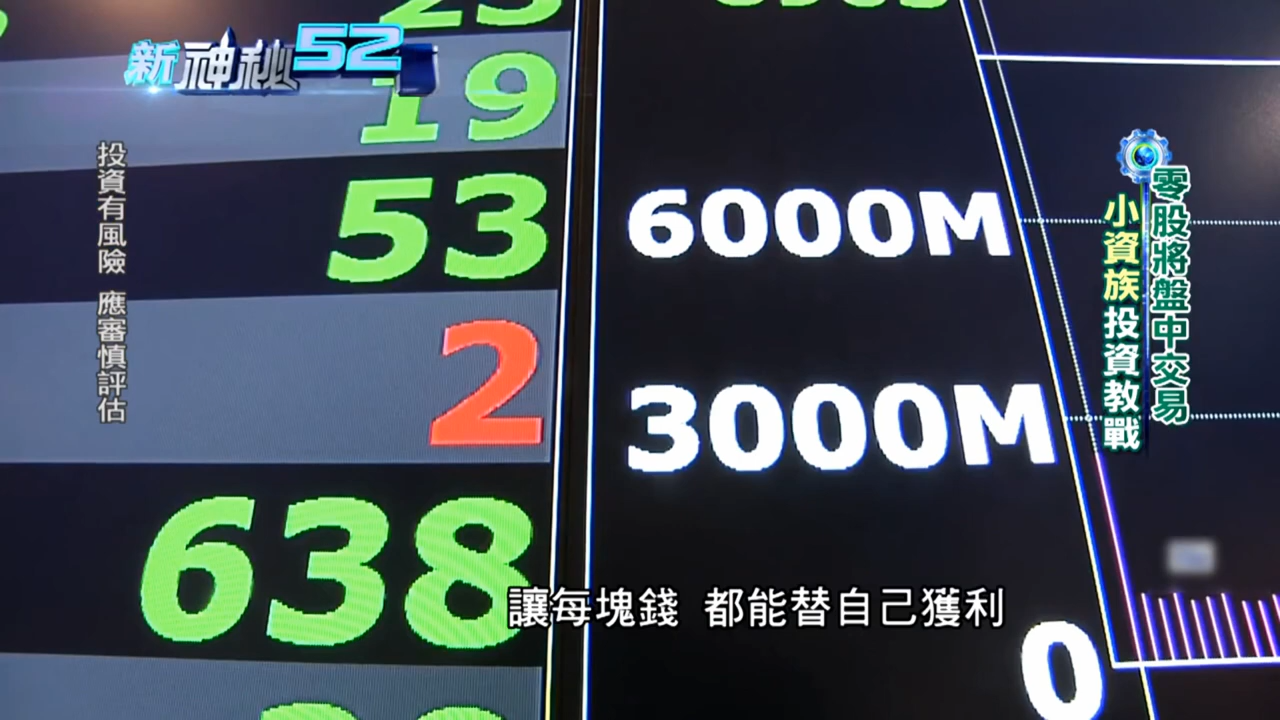 新神秘52
19
53
2
638
6000M
3000M
0
投資有風險 應審慎評估
零股將盤中交易
小資族投資教戰
讓每塊錢 都能替自己獲利